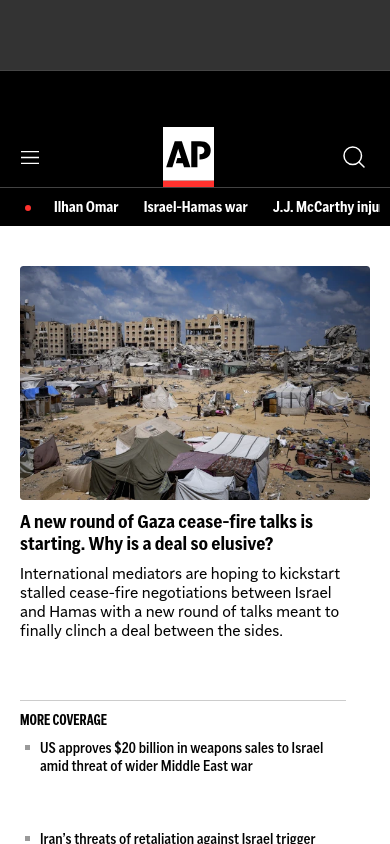 AP
Ilhan Omar Israel-Hamas war J.J. McCarthy inju
A new round of Gaza cease-fire talks is
starting. Why is a deal so elusive?
International mediators are hoping to kickstart
stalled cease-fire negotiations between Israel
and Hamas with a new round of talks meant to
finally clinch a deal between the sides.
MORE COVERAGE
US approves $20 billion in weapons sales to Israel
amid threat of wider Middle East war
Iran's threats of retaliation against Israel trigger